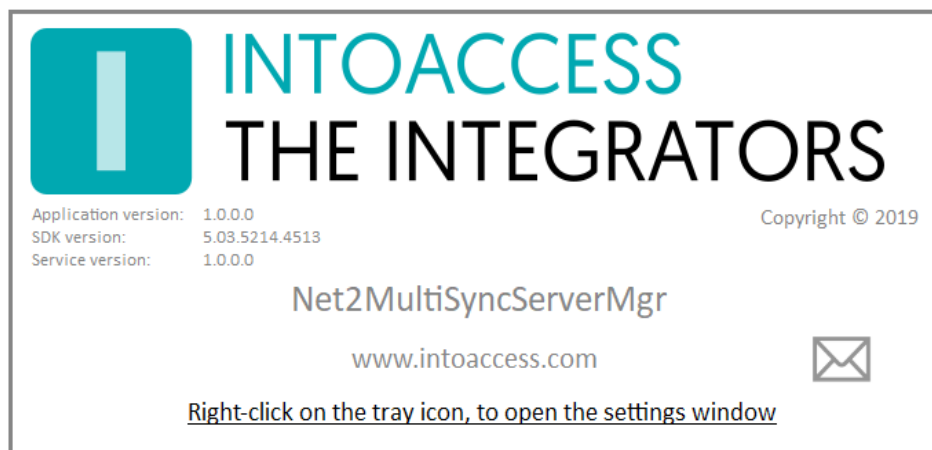 INTOACCESS
THE INTEGRATORS
Application version: 1.0.0.0
SDK version: 5.03.5214.4513
Service version: 1.0.0.0
Copyright © 2019
Net2MultiSyncServerMgr
www.intoaccess.com
Right-click on the tray icon, to open the settings window